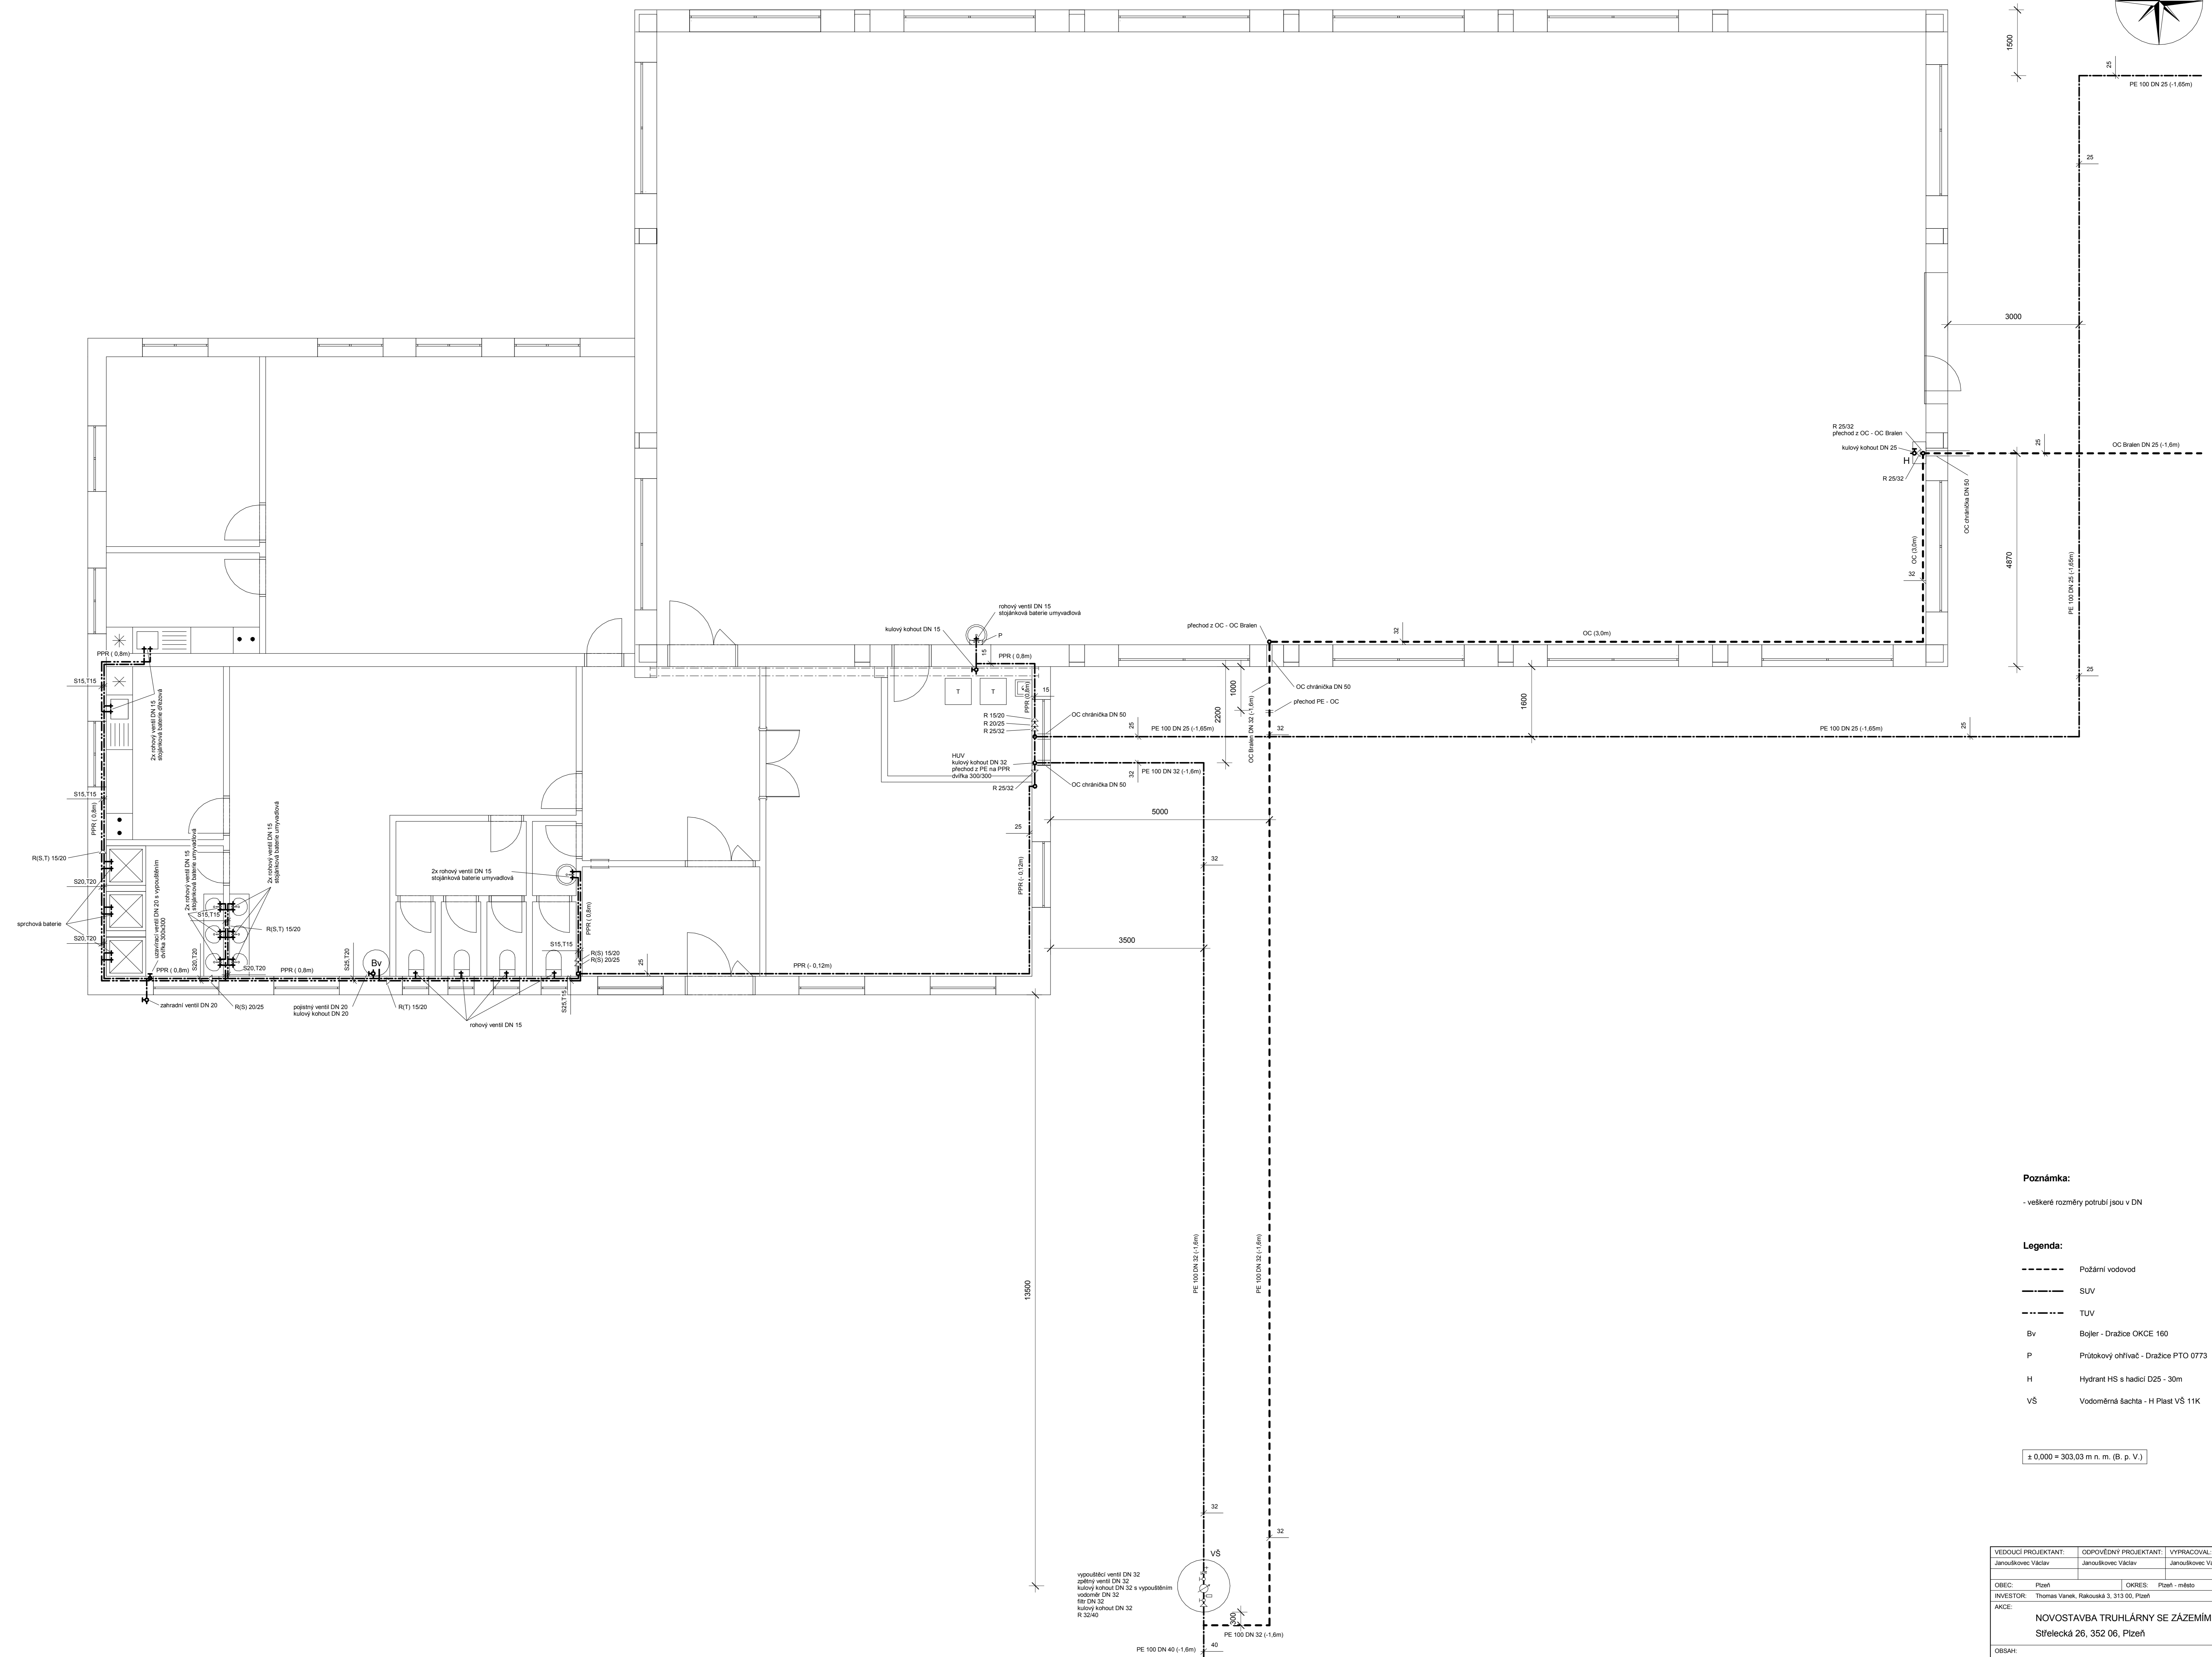 1500
25
PE 100 DN 25 (-1,65m)
25
3000
R 25/32
přechod z OC - OC Bralen
kulový kohout DN 25
H
R 25/32
25
OC Bralen DN 25 (-1,6m)
OC chránička DN 50
OC (3,0m)
32
4870
PE 100 DN 25 (-1,65m)
25
rohový ventil DN 15
stojánková baterie umyvadlová
kulový kohout DN 15
P
15
PPR ( 0,8m)
přechod z OC - OC Bralen
32
OC (3,0m)
PPR ( 0,8m)
S15,T15
2x rohový ventil DN 15
stojánková baterie dřezová
T
T
PPR (0,8m)
15
R 15/20
R 20/25
R 25/32
OC chránička DN 50
25
PE 100 DN 25 (-1,65m)
2200
1000
OC Bralen DN 32 (-1,6m)
OC chránička DN 50
přechod PE - OC
32
1600
PE 100 DN 25 (-1,65m)
25
HUV
kulový kohout DN 32
přechod z PE na PPR
dvířka 300/300
R 25/32
32
PE 100 DN 32 (-1,6m)
OC chránička DN 50
S15,T15
PPR ( 0,8m)
5000
25
R(S,T) 15/20
2x rohový ventil DN 15
stojánková baterie umyvadlová
2x rohový ventil DN 15
stojánková baterie umyvadlová
uzavírací ventil DN 20 s vypouštěním
dvířka 300x300
2x rohový ventil DN 15
stojánková baterie umyvadlová
32
PPR (- 0,12m)
S20,T20
sprchová baterie
S15,T15
R(S,T) 15/20
PPR ( 0,8m)
S20,T20
3500
S15,T15
R(S) 15/20
R(S) 20/25
25
PPR (- 0,12m)
PPR ( 0,8m)
S20,T20
S20,T20
PPR ( 0,8m)
S25,T20
Bv
S25,T15
zahradní ventil DN 20
R(S) 20/25
pojistný ventil DN 20
kulový kohout DN 20
R(T) 15/20
rohový ventil DN 15
13500
PE 100 DN 32 (-1,6m)
PE 100 DN 32 (-1,6m)
32
32
VŠ
vypouštěcí ventil DN 32
zpětný ventil DN 32
kulový kohout DN 32 s vypouštěním
vodoměr DN 32
filtr DN 32
kulový kohout DN 32
R 32/40
300
PE 100 DN 32 (-1,6m)
PE 100 DN 40 (-1,6m)
40
Poznámka:
- veškeré rozměry potrubí jsou v DN
Legenda:
Požární vodovod
SUV
TUV
Bv Bojler - Dražice OKCE 160
P Průtokový ohřívač - Dražice PTO 0773
H Hydrant HS s hadicí D25 - 30m
VŠ Vodoměrná šachta - H Plast VŠ 11K
± 0,000 = 303,03 m n. m. (B. p. V.)
VEDOUCÍ PROJEKTANT: ODPOVĚDNÝ PROJEKTANT: VYPRACOVAL:
Janouškovec Václav Janouškovec Václav Janouškovec
OBEC: Plzeň OKRES: Plzeň - město
INVESTOR: Thomas Vanek, Rakouská 3, 313 00, Plzeň
AKCE:
NOVOSTAVBA TRUHLÁRNY SE ZÁZEMÍM
Střelecká 26, 352 06, Plzeň
OBSAH: